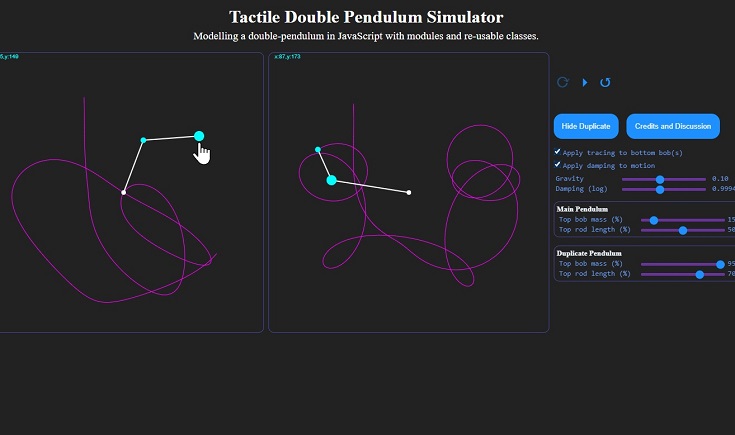 Tactile Double Pendulum Simulator
Modelling a double-pendulum in JavaScript with modules and re-usable classes.
5,y:149
x:87,y:173
Hide Duplicate
Credits and Discussion
Apply tracing to bottom bob(s)
Apply damping to motion
Gravity 0.10
Damping (log) 0.9994
Main Pendulum
Top bob mass (%) 15
Top rod length (%) 50
Duplicate Pendulum
Top bob mass (%) 95
Top rod length (%) 70